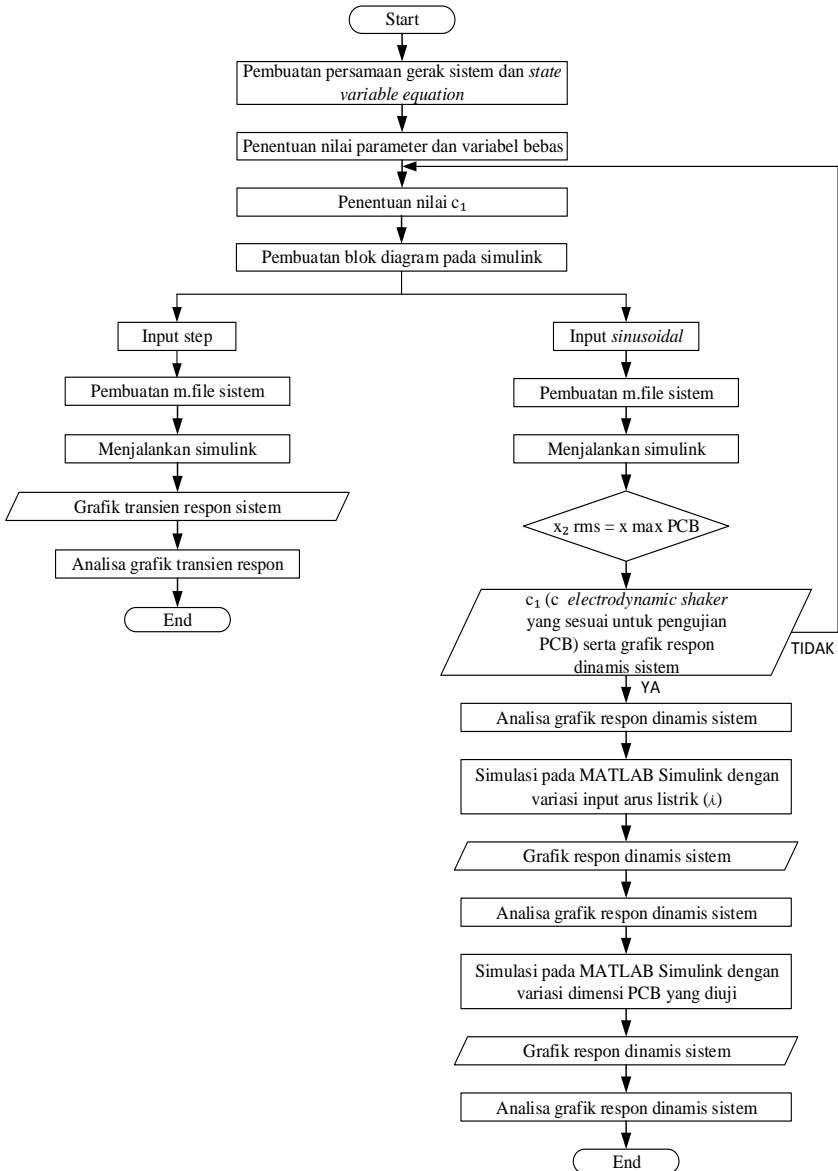 Start
Pembuatan persamaan gerak sistem dan state
variable equation
Penentuan nilai parameter dan variabel bebas
Penentuan nilai c₁
Pembuatan blok diagram pada simulink
Input step
Pembuatan m.file sistem
Menjalankan simulink
Grafik transien respon sistem
Analisa grafik transien respon
End
Input sinusoidal
Pembuatan m.file sistem
Menjalankan simulink
x₂ rms = x max PCB
c₁ (c electrodynamic shaker
yang sesuai untuk pengujian
PCB) serta grafik respon
dinamis sistem
TIDAK
YA
Analisa grafik respon dinamis sistem
Simulasi pada MATLAB Simulink dengan
variasi input arus listrik (i)
Grafik respon dinamis sistem
Analisa grafik respon dinamis sistem
Simulasi pada MATLAB Simulink dengan
variasi dimensi PCB yang diuji
Grafik respon dinamis sistem
Analisa grafik respon dinamis sistem
End